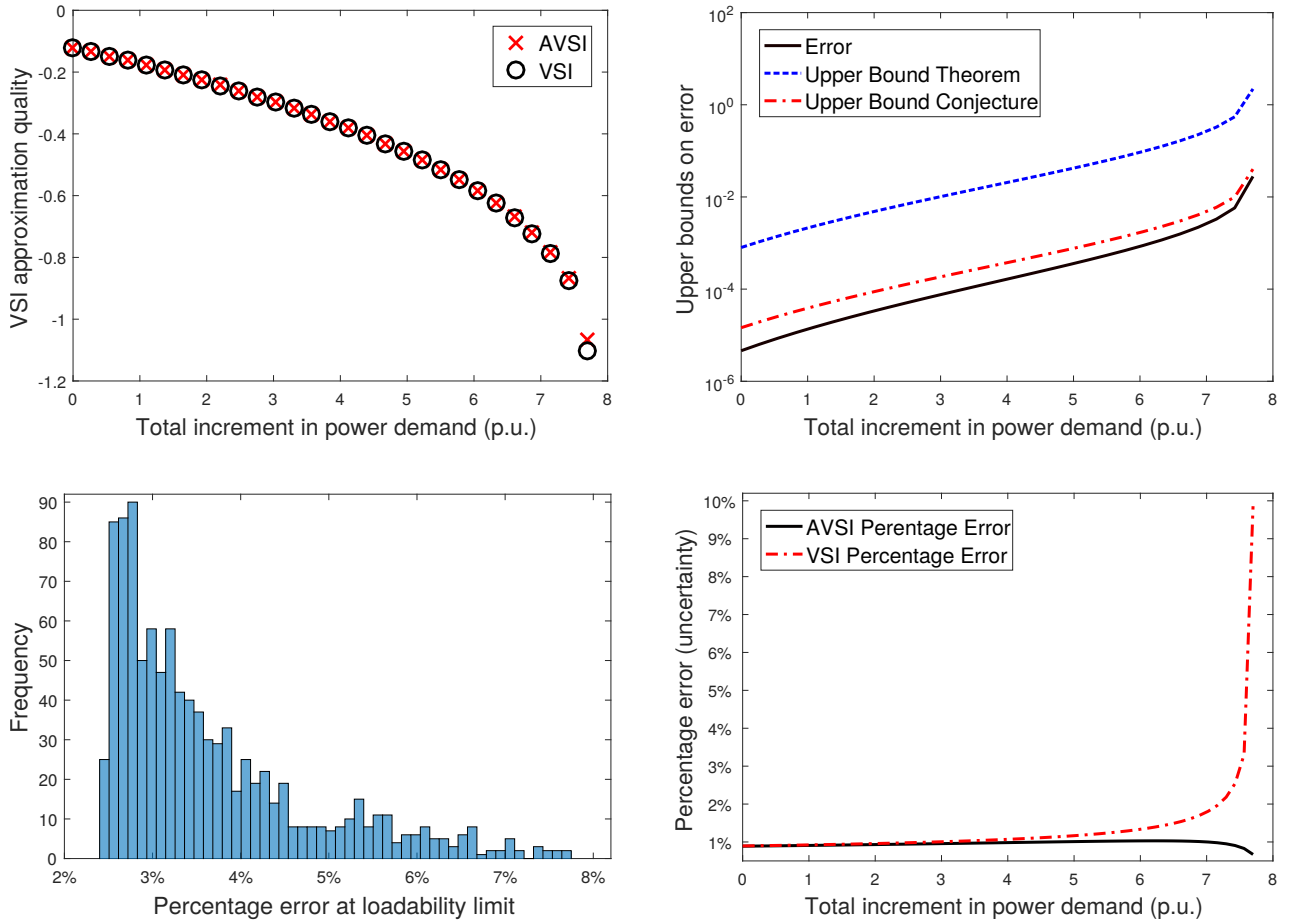 VSI approximation quality
0
-0.2
-0.4
-0.6
-0.8
-1
-1.2
AVSI
VSI
0 1 2 3 4 5 6 7 8
Total increment in power demand (p.u.)
Upper bounds on error
10^2
10^0
10^-2
10^-4
10^-6
Error
Upper Bound Theorem
Upper Bound Conjecture
0 1 2 3 4 5 6 7 8
Total increment in power demand (p.u.)
Frequency
90
80
70
60
50
40
30
20
10
0
2% 3% 4% 5% 6% 7% 8%
Percentage error at loadability limit
Percentage error (uncertainty)
10%
9%
8%
7%
6%
5%
4%
3%
2%
1%
AVSI Perentage Error
VSI Percentage Error
0 1 2 3 4 5 6 7 8
Total increment in power demand (p.u.)